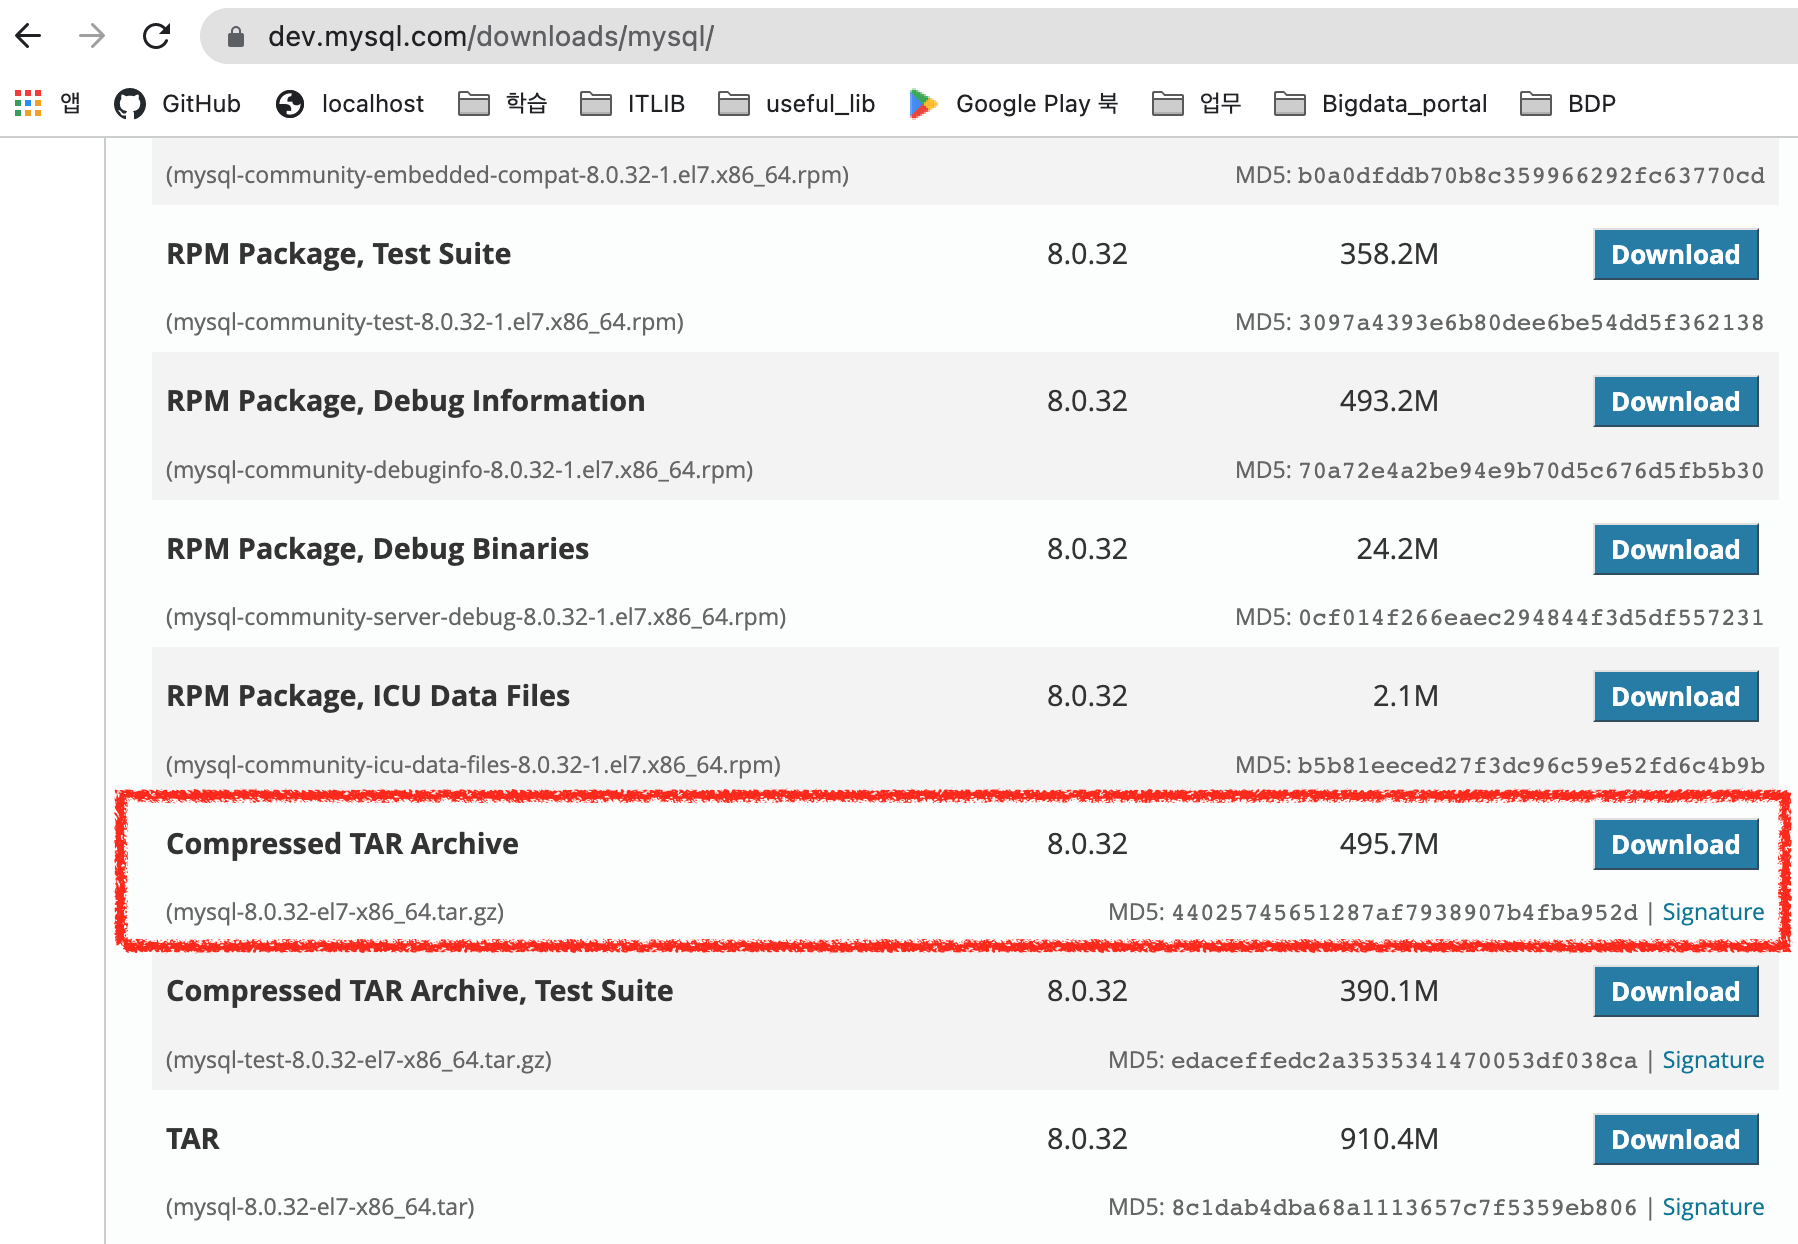 dev.mysql.com/downloads/mysql/
앱 GitHub localhost 학습 ITLIB useful_lib Google Play 북 업무 Bigdata_portal BDP
(mysql-community-embedded-compat-8.0.32-1.el7.x86_64.rpm) MD5: b0a0dfddb70b8c359966292fc63770cd
RPM Package, Test Suite 8.0.32 358.2M Download
(mysql-community-test-8.0.32-1.el7.x86_64.rpm) MD5: 3097a4393e6b80dee6be54dd5f362138
RPM Package, Debug Information 8.0.32 493.2M Download
(mysql-community-debuginfo-8.0.32-1.el7.x86_64.rpm) MD5: 70a72e4a2be94e9b70d5c676d5fb5b30
RPM Package, Debug Binaries 8.0.32 24.2M Download
(mysql-community-server-debug-8.0.32-1.el7.x86_64.rpm) MD5: 0cf014f266eaec294844f3d5df557231
RPM Package, ICU Data Files 8.0.32 2.1M Download
(mysql-community-icu-data-files-8.0.32-1.el7.x86_64.rpm) MD5: b5b81eeced27f3dc96c59e52fd6c4b9b
Compressed TAR Archive 8.0.32 495.7M Download
(mysql-8.0.32-el7-x86_64.tar.gz) MD5: 44025745651287af7938907b4fba952d | Signature
Compressed TAR Archive, Test Suite 8.0.32 390.1M Download
(mysql-test-8.0.32-el7-x86_64.tar.gz) MD5: edaceffedc2a3535341470053df038ca | Signature
TAR 8.0.32 910.4M Download
(mysql-8.0.32-el7-x86_64.tar) MD5: 8c1dab4dba68a1113657c7f5359eb806 | Signature